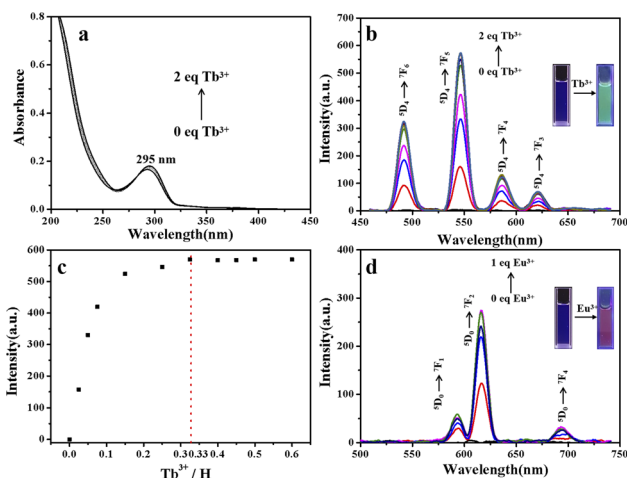 a
2 eq Tb³⁺
0 eq Tb³⁺
295 nm
Absorbance
0.8
0.6
0.4
0.2
0.0
200 250 300 350 400 450
Wavelength(nm)
b
2 eq Tb³⁺
0 eq Tb³⁺
Tb³⁺
⁵D₄ ⁷F₆
⁵D₄ ⁷F₅
⁵D₄ ⁷F₄
⁵D₄ ⁷F₃
Intensity(a.u.)
700
600
500
400
300
200
100
0
450 500 550 600 650 700
Wavelength(nm)
c
Intensity(a.u.)
600
500
400
300
200
100
0
0.0 0.1 0.2 0.3 0.33 0.4 0.5 0.6
Tb³⁺ / H
d
1 eq Eu³⁺
0 eq Eu³⁺
Eu³⁺
⁵D₀ ⁷F₁
⁵D₀ ⁷F₂
⁵D₀ ⁷F₄
Intensity(a.u.)
400
300
200
100
0
500 550 600 650 700 750
Wavelength(nm)